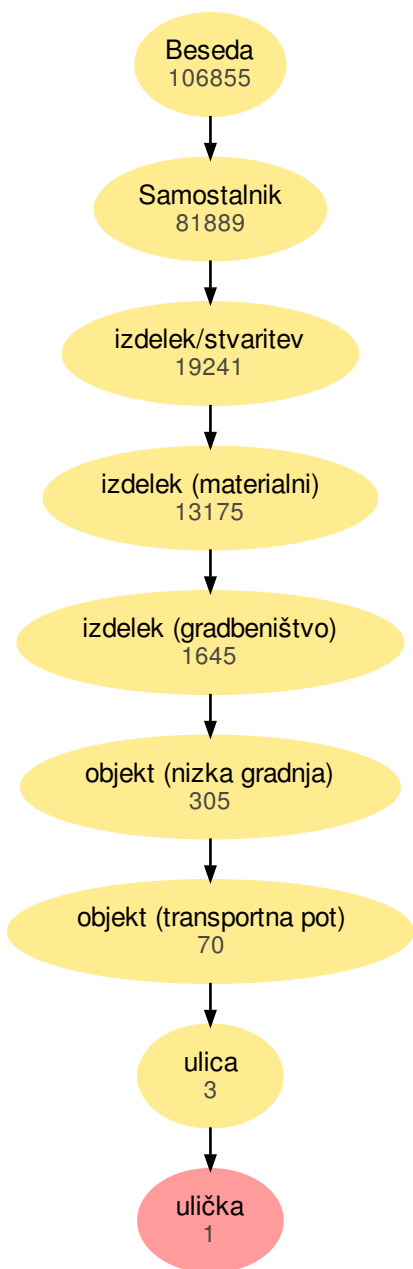 Beseda
106855
Samostalnik
81889
izdelek/stvaritev
19241
izdelek (materialni)
13175
izdelek (gradbeništvo)
1645
objekt (nizka gradnja)
305
objekt (transportna pot)
70
ulica
3
ulička
1